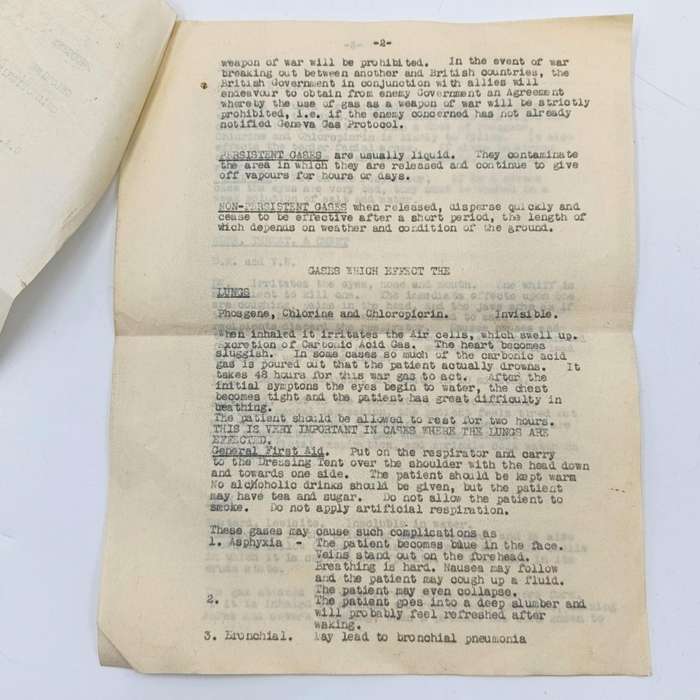 -2-
weapon of war will be prohibited. In the event of war
breaking out between another and British countries, the
British Government in conjunction with allies will
endeavour to obtain from enemy Government an Agreement
whereby the use of gas as a weapon of war will be strictly
prohibited, i.e. if the enemy concerned has not already
notified Geneva Gas Protocol.
PERSISTENT GASES are usually liquid. They contaminate
the area in which they are released and continue to give
off vapours for hours or days.
NON-PERSISTENT GASES when released, disperse quickly and
cease to be effective after a short period, the length of
which depends on weather and condition of the ground.
GASES WHICH EFFECT THE
LUNGS
Phosgene, Chlorine and Chloropicrin. Invisible.
When inhaled it irritates the Air cells, which swell up.
Excretion of Carbonic Acid Gas. The heart becomes
sluggish. In some cases so much of the carbonic acid
gas is poured out that the patient actually drowns. It
takes 48 hours for this war gas to act. After the
initial symptons the eyes begin to water, the chest
becomes tight and the patient has great difficulty in
beathing.
The patient should be allowed to rest for two hours.
THIS IS VERY IMPORTANT IN CASES WHERE THE LUNGS ARE
EFFECTED.
General First Aid. Put on the respirator and carry
to the Dressing Tent over the shoulder with the head down
and towards one side. The patient should be kept warm
No alchoholic drinks should be given, but the patient
may have tea and sugar. Do not allow the patient to
smoke. Do not apply artificial respiration.
These gases may cause such complications as
1. Asphyxia - The patient becomes blue in the face.
Veins stand out on the forehead.
Breathing is hard. Nausea may follow
and the patient may cough up a fluid.
The patient may even collapse.
2. The patient goes into a deep slumber and
will probably feel refreshed after
waking.
3. Bronchial. May lead to bronchial pneumonia